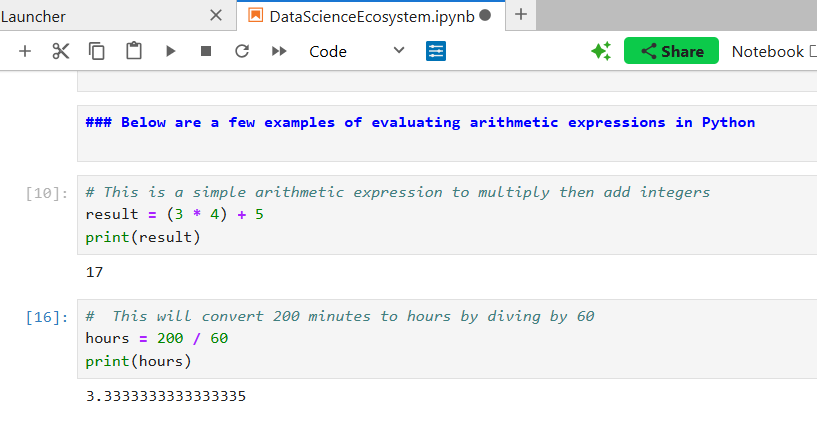 Launcher
DataScienceEcosystem.ipynb
Code
Share
Notebook
### Below are a few examples of evaluating arithmetic expressions in Python
[10]:
# This is a simple arithmetic expression to multiply then add integers
result = (3 * 4) + 5
print(result)
17
[16]:
#  This will convert 200 minutes to hours by diving by 60
hours = 200 / 60
print(hours)
3.3333333333333335